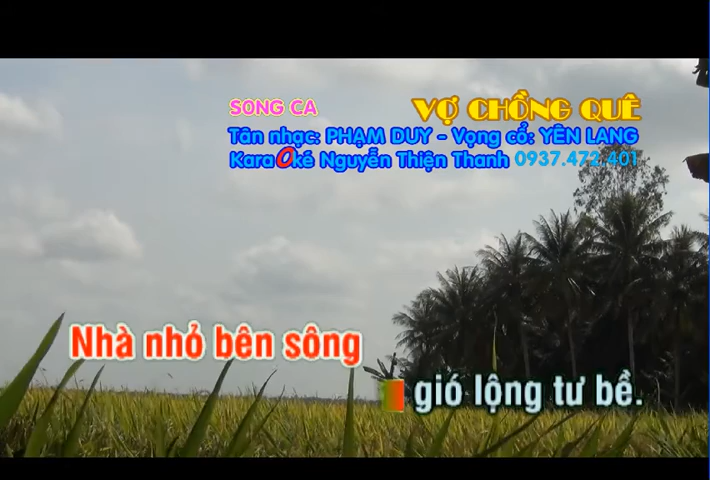 SONG CA VỢ CHỒNG QUÊ
Tân nhạc: PHẠM DUY - Vọng cổ: YÊN LANG
KaraOké Nguyễn Thiện Thanh 0937.472.401
Nhà nhỏ bên sông
gió lộng tư bề.